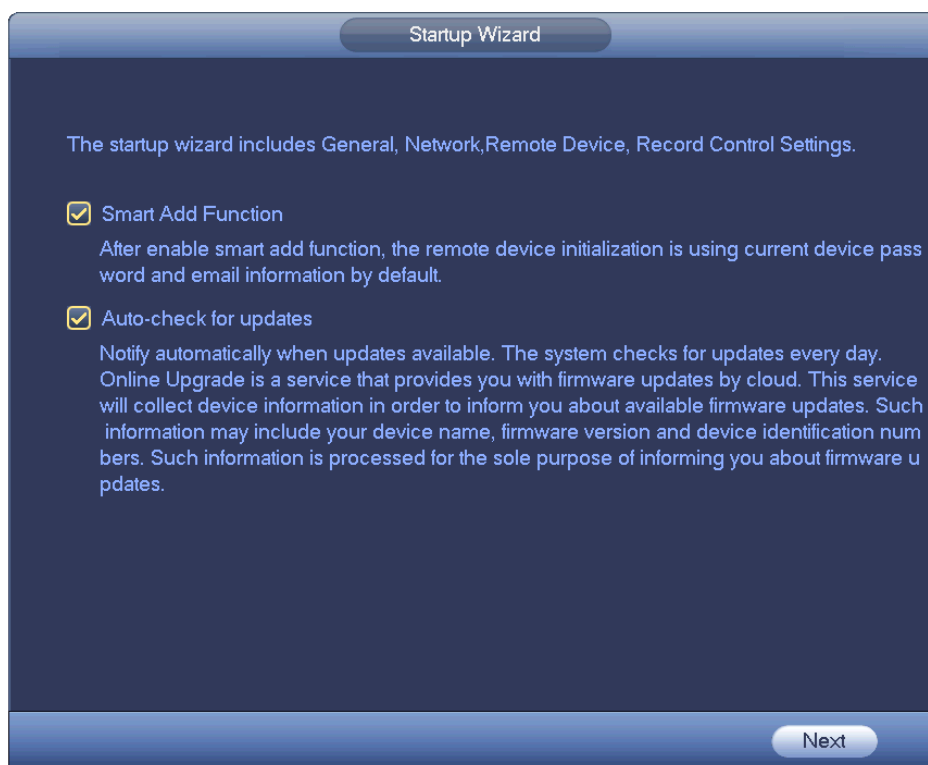 Startup Wizard
The startup wizard includes General, Network,Remote Device, Record Control Settings.
Smart Add Function
After enable smart add function, the remote device initialization is using current device pass
word and email information by default.
Auto-check for updates
Notify automatically when updates available. The system checks for updates every day.
Online Upgrade is a service that provides you with firmware updates by cloud. This service
will collect device information in order to inform you about available firmware updates. Such
information may include your device name, firmware version and device identification num
bers. Such information is processed for the sole purpose of informing you about firmware u
pdates.
Next